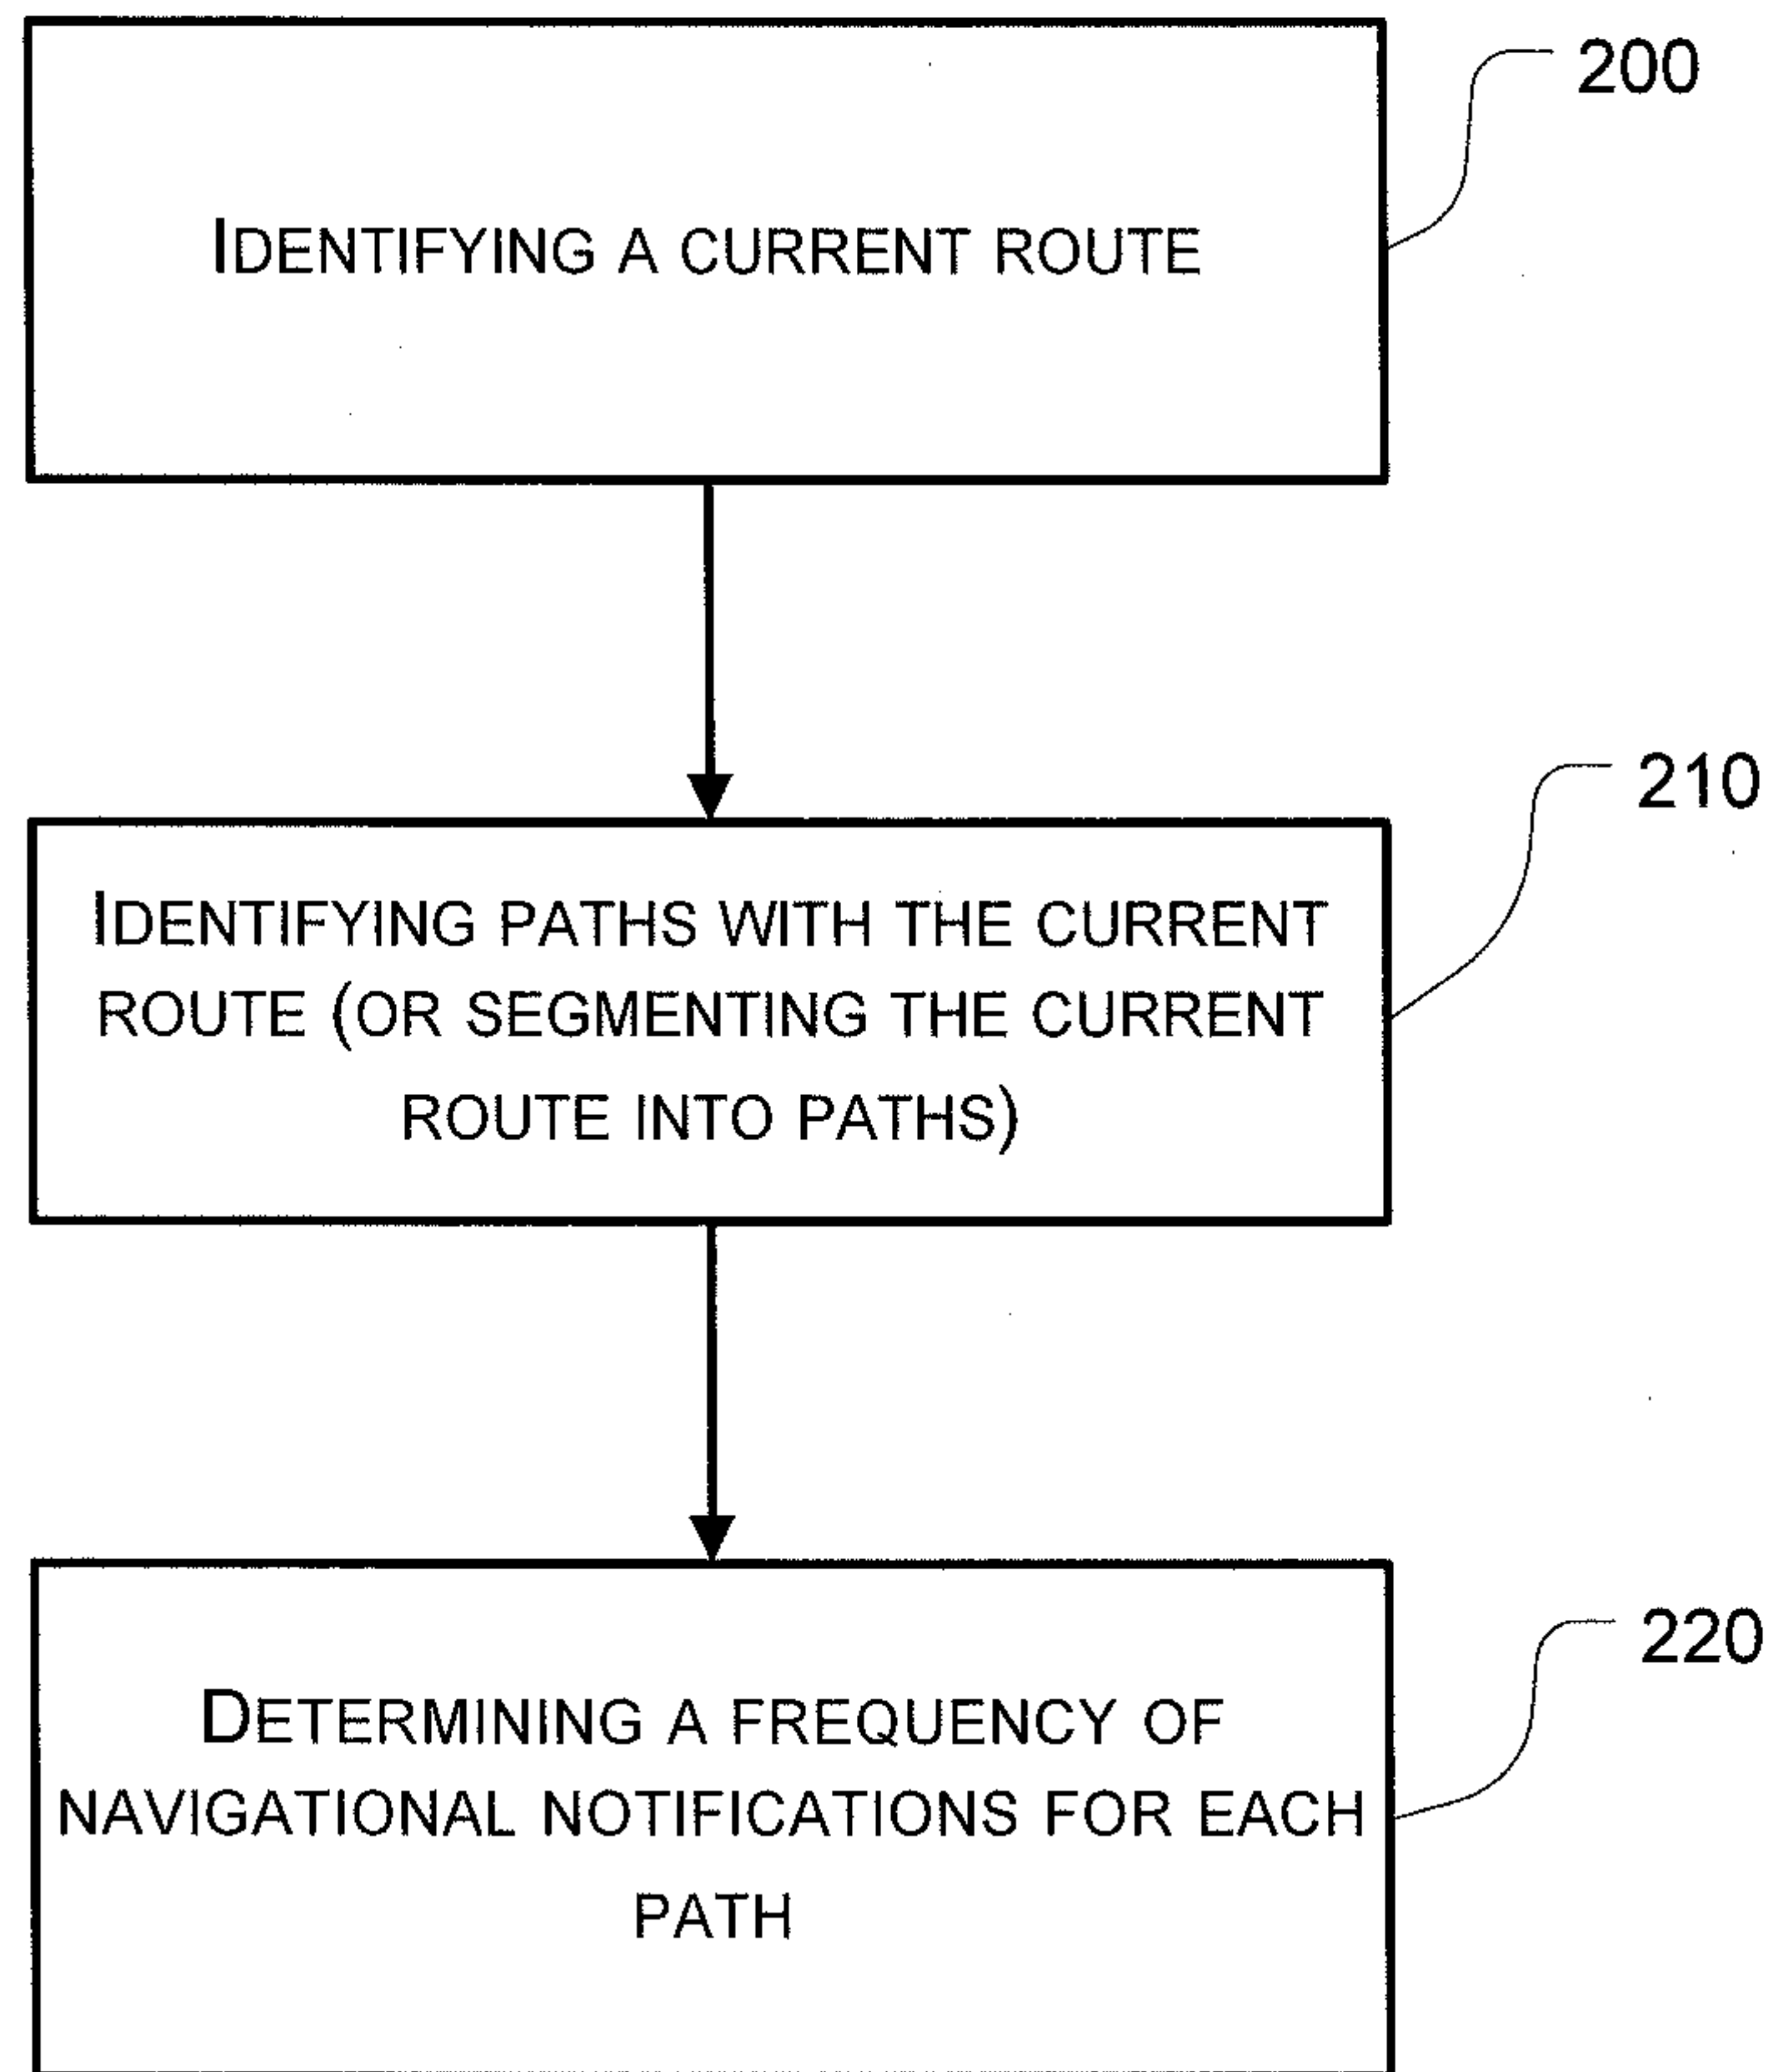 200
IDENTIFYING A CURRENT ROUTE
210
IDENTIFYING PATHS WITH THE CURRENT
ROUTE (OR SEGMENTING THE CURRENT
ROUTE INTO PATHS)
220
DETERMINING A FREQUENCY OF
NAVIGATIONAL NOTIFICATIONS FOR EACH
PATH